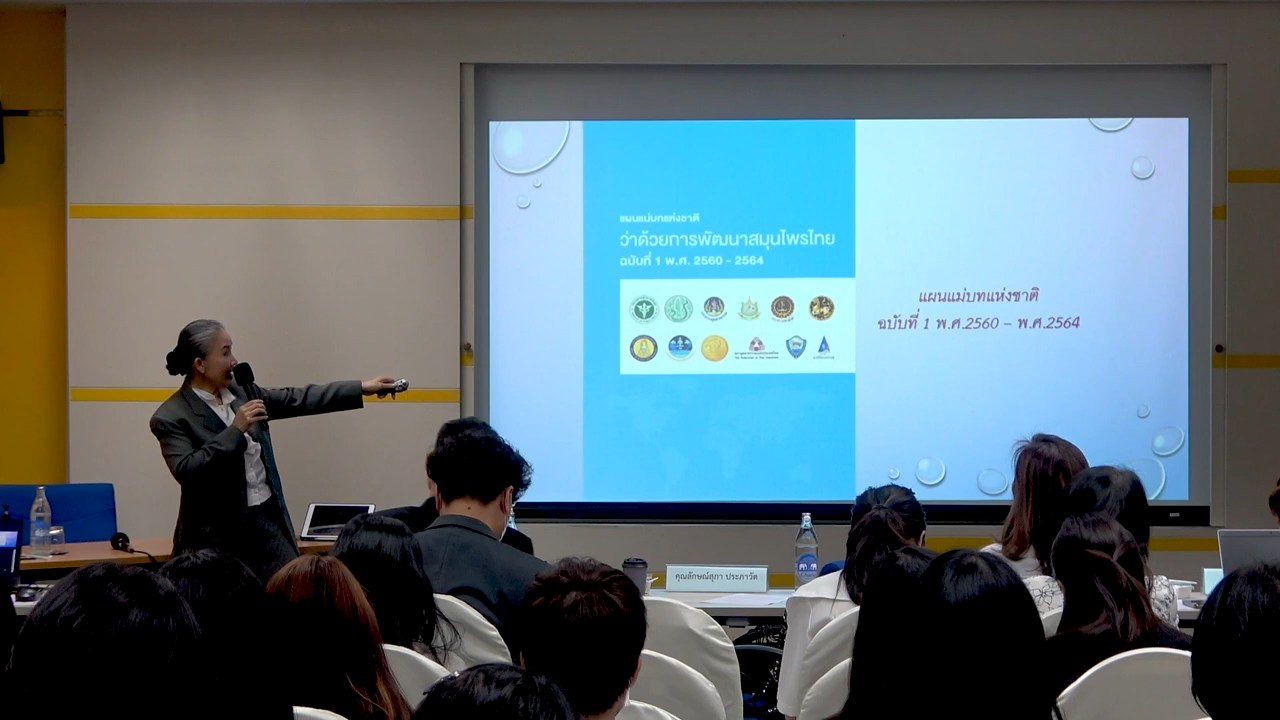 แผนแม่บทแห่งชาติ
ว่าด้วยการพัฒนาสมุนไพรไทย
ฉบับที่ 1 พ.ศ. 2560 - 2564
แผนแม่บทแห่งชาติ
ฉบับที่ 1 พ.ศ.2560 – พ.ศ.2564
คุณลักษณ์สุภา ประภาวัต